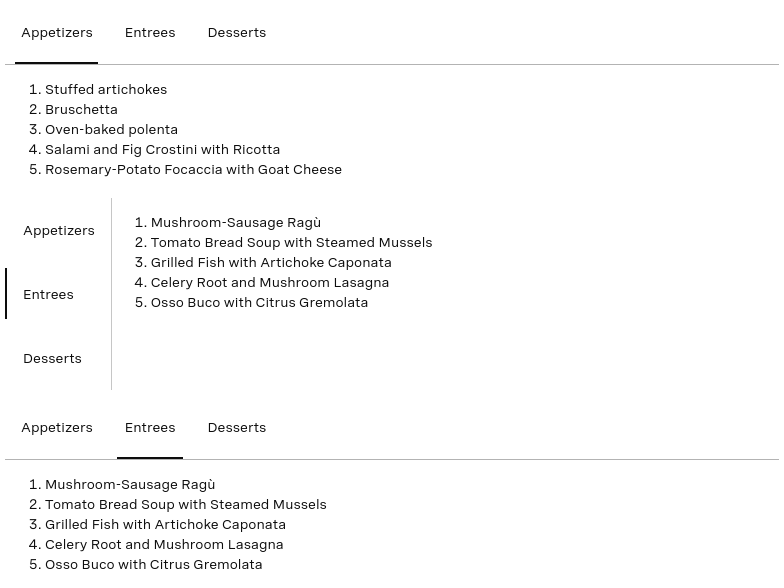 Appetizers Entrees Desserts
1. Stuffed artichokes
2. Bruschetta
3. Oven-baked polenta
4. Salami and Fig Crostini with Ricotta
5. Rosemary-Potato Focaccia with Goat Cheese
Appetizers
Entrees
Desserts
1. Mushroom-Sausage Ragù
2. Tomato Bread Soup with Steamed Mussels
3. Grilled Fish with Artichoke Caponata
4. Celery Root and Mushroom Lasagna
5. Osso Buco with Citrus Gremolata
Appetizers Entrees Desserts
1. Mushroom-Sausage Ragù
2. Tomato Bread Soup with Steamed Mussels
3. Grilled Fish with Artichoke Caponata
4. Celery Root and Mushroom Lasagna
5. Osso Buco with Citrus Gremolata